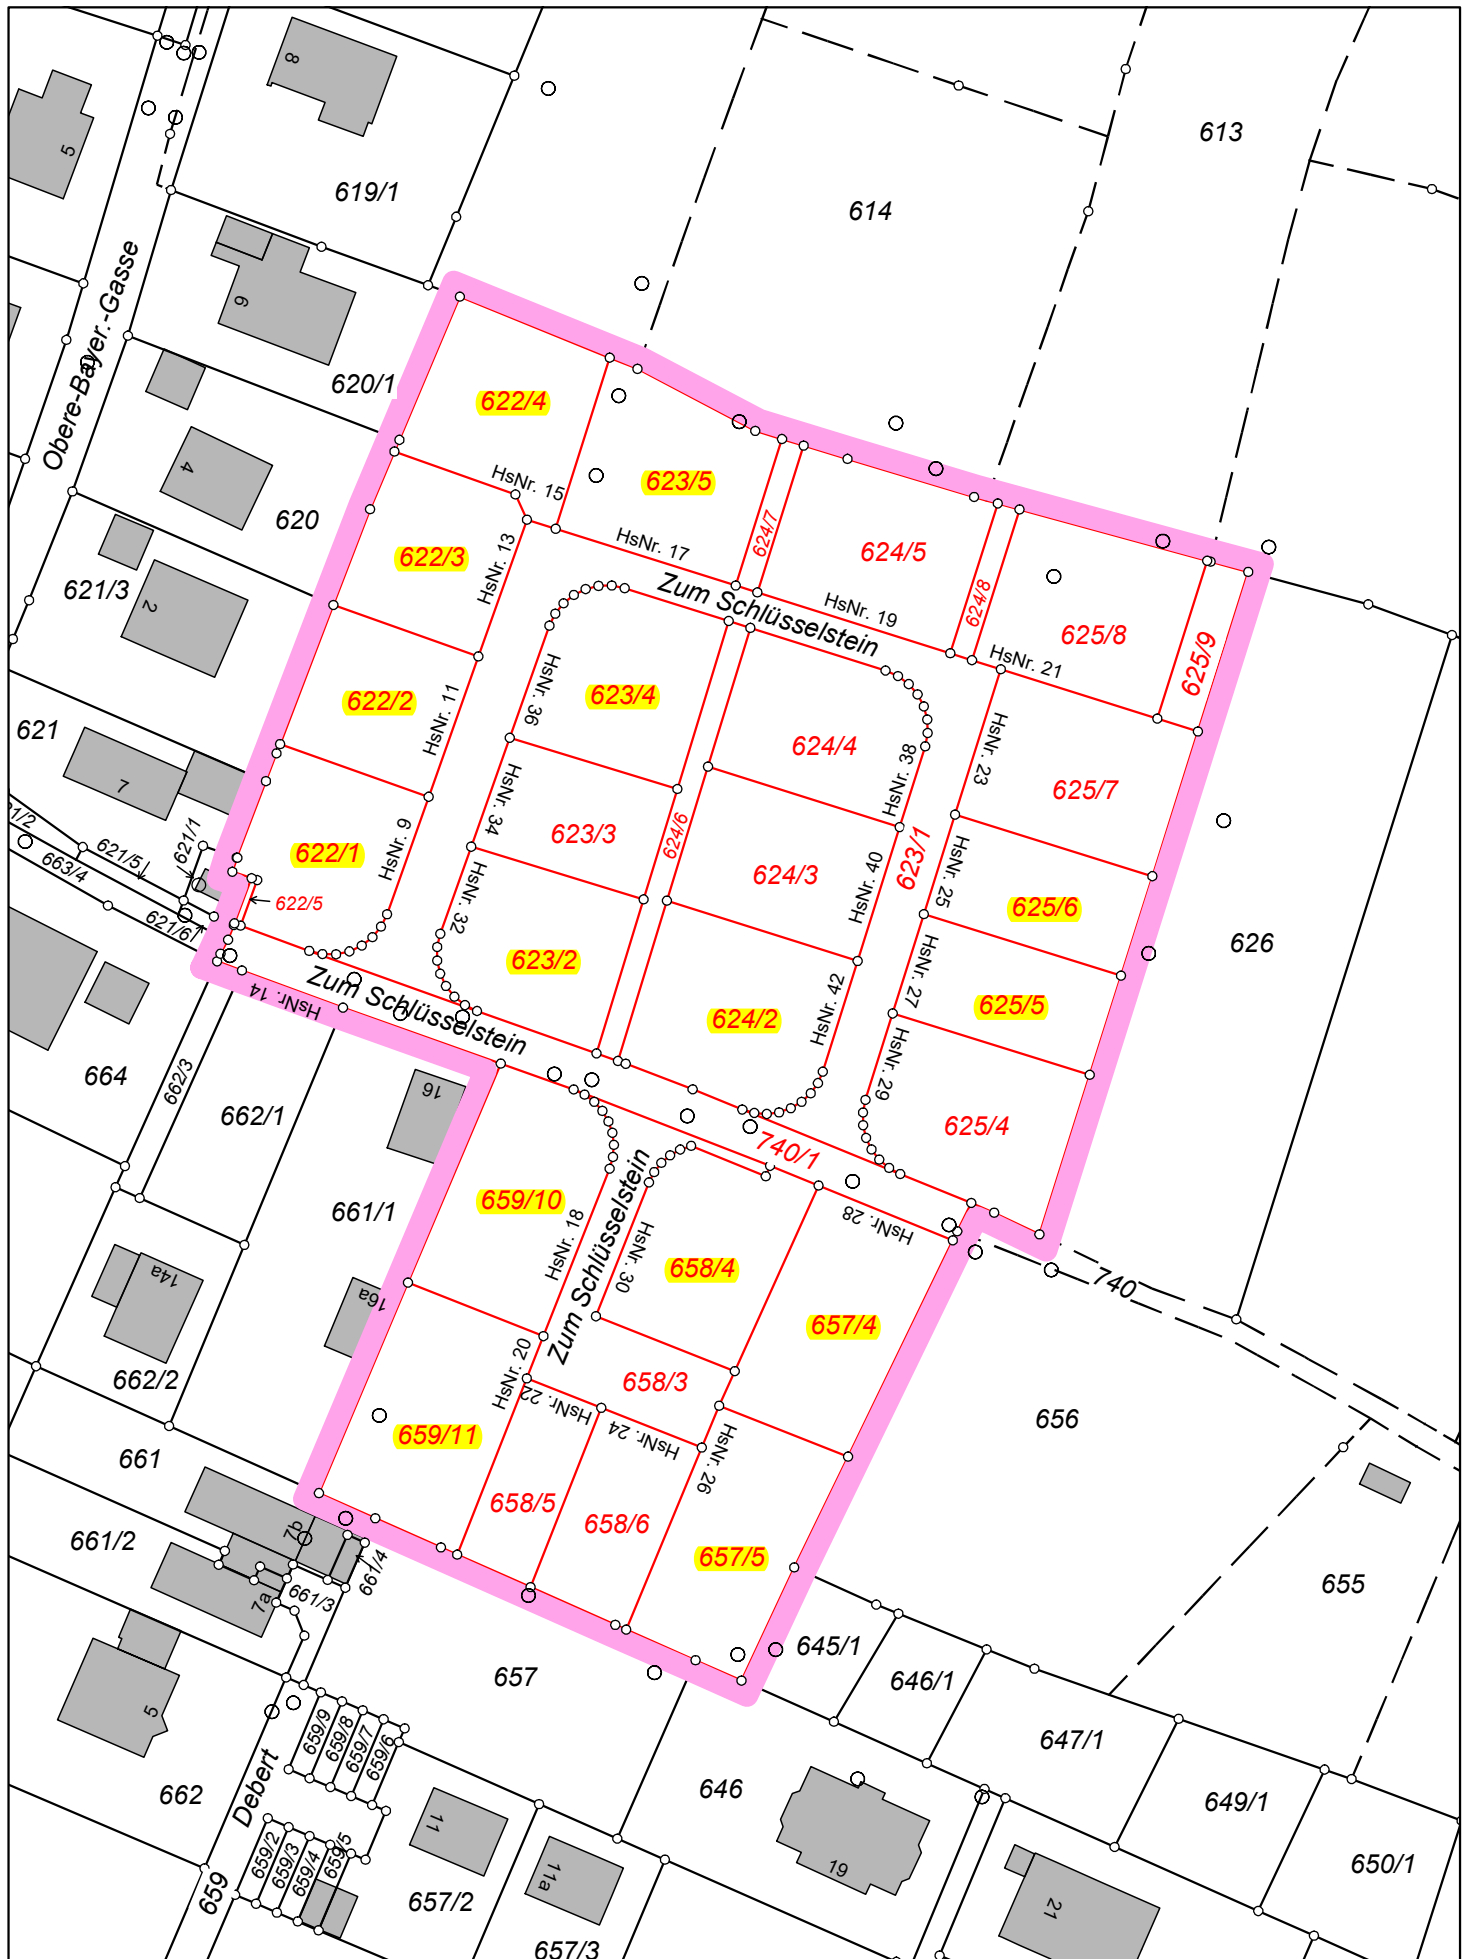 8
613
5
619/1
614
Obere-Bayer.-Gasse
6
620/1
622/4
623/5
HsNr. 15
4
620
HsNr. 13
HsNr. 17
624/7
624/5
622/3
621/3
2
Zum Schlüsselstein
HsNr. 19
624/8
625/8
HsNr. 21
625/9
HsNr. 36
623/4
622/2
HsNr. 11
621
624/4
HsNr. 38
HsNr. 23
625/7
7
HsNr. 34
623/3
624/6
HsNr. 9
622/1
1/2
621/5
621/1
663/4
624/3
HsNr. 40
623/1
HsNr. 25
625/6
622/5
621/6
HsNr. 32
623/2
626
HsNr. 14
Zum Schlüsselstein
624/2
HsNr. 42
HsNr. 27
625/5
664
662/3
662/1
16
HsNr. 29
625/4
740/1
661/1
659/10
HsNr. 18
Zum Schlüsselstein
HsNr. 30
HsNr. 28
658/4
14a
16a
740
657/4
HsNr. 20
662/2
658/3
HsNr. 22
HsNr. 24
656
659/11
661
HsNr. 26
658/5
658/6
661/2
7b
661/4
657/5
7a
661/3
655
645/1
657
646/1
5
647/1
659/9
659/8
659/7
659/6
Debert
662
646
649/1
11
659/2
659/3
659/4
659/5
19
650/1
11a
659
657/2
21
657/3